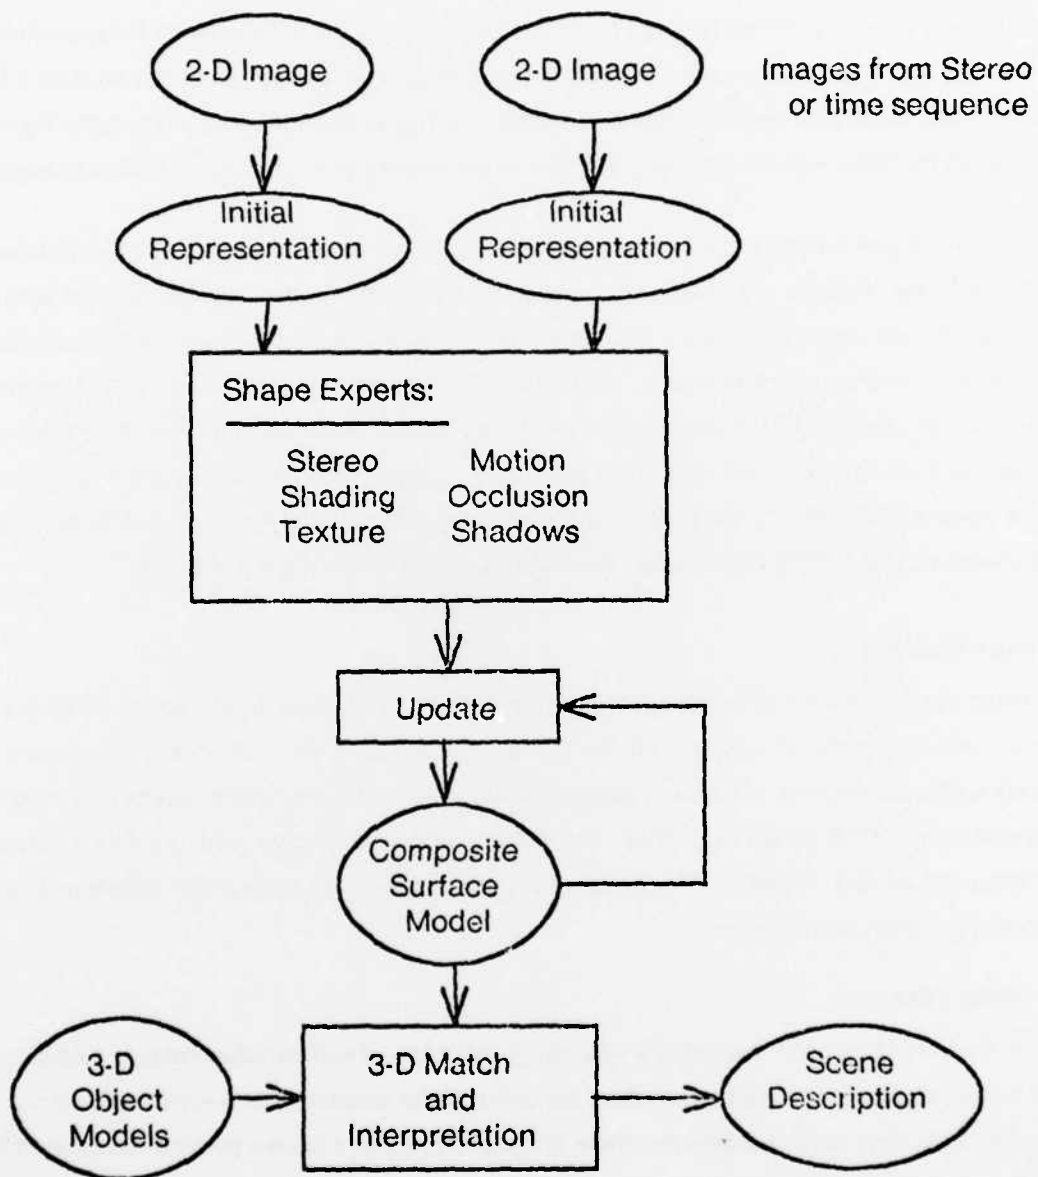 2-D Image
2-D Image
Images from Stereo
or time sequence
Initial
Representation
Initial
Representation
Shape Experts:
Stereo Motion
Shading Occlusion
Texture Shadows
Update
Composite
Surface
Model
3-D
Object
Models
3-D Match
and
Interpretation
Scene
Description